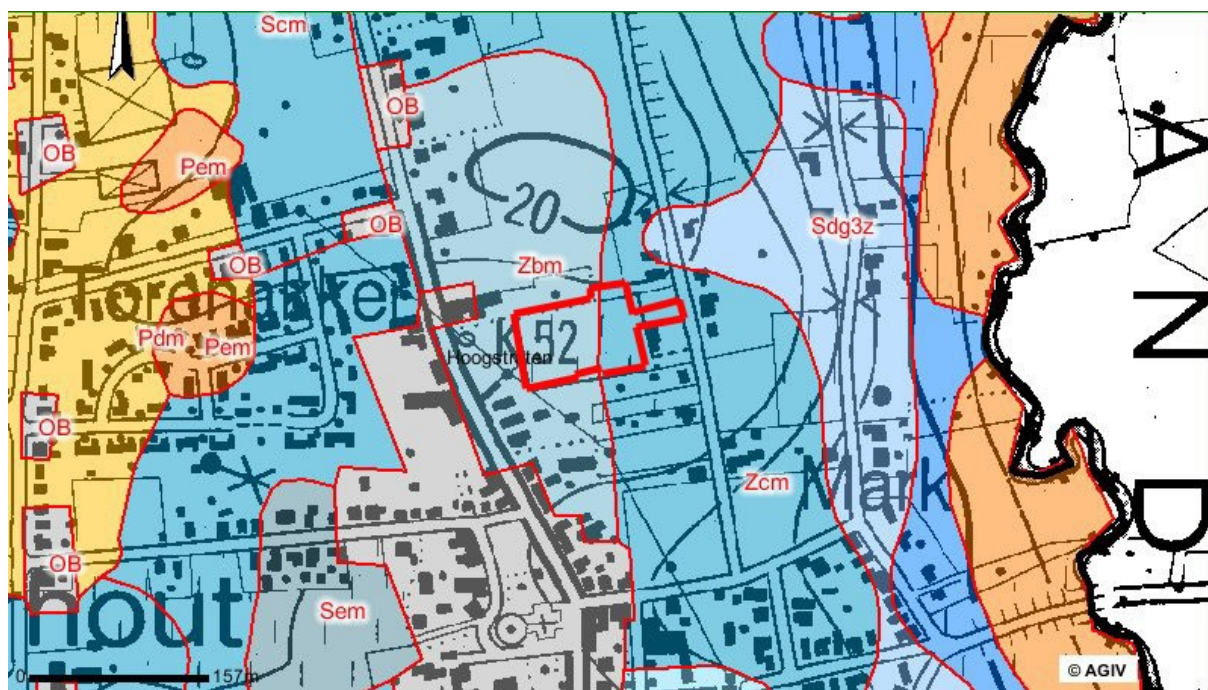 Scm
OB
OB
Pem
20
OB
Sdg3z
OB
Zbm
K 52
Hoogstraten
Pdm
Pem
OB
Zcm
Mark
OB
Sem
hout
0
157m
© AGIV
A
N
D